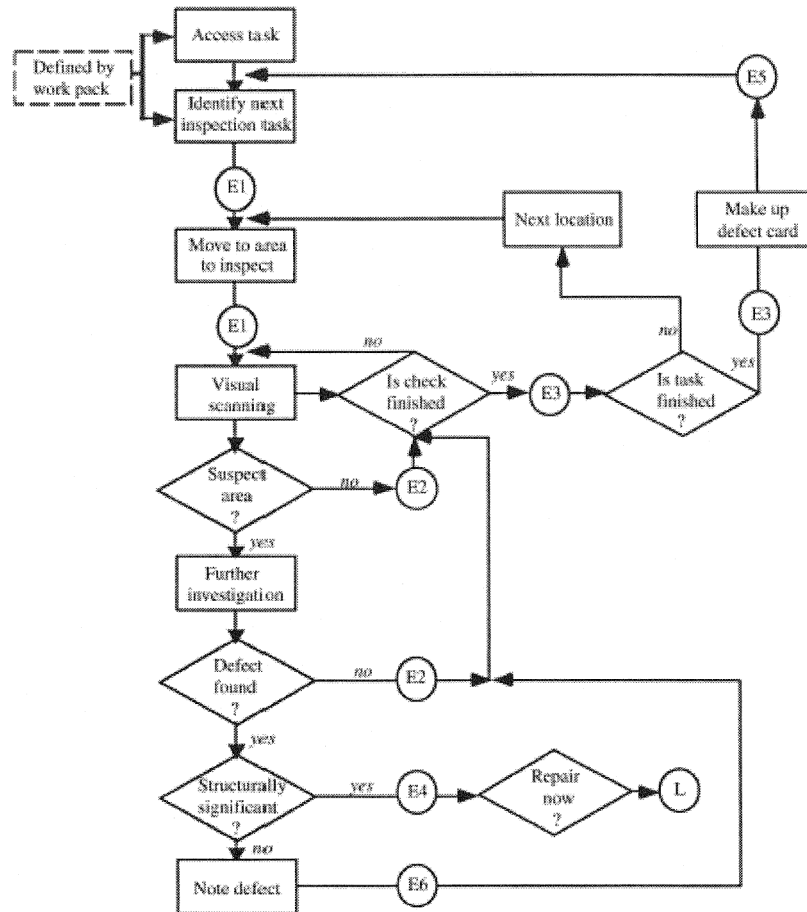 Access task
Defined by
work pack
E5
Identify next
inspection task
E1
Next location
Make up
defect card
Move to area
to inspect
E1
E3
no
no
yes
Visual
scanning
Is check
finished
?
yes
E3
Is task
finished
?
Suspect
area
?
no
E2
yes
Further
investigation
Defect
found
?
no
E2
yes
Structurally
significant
?
yes
E4
Repair
now
?
L
no
Note defect
E6